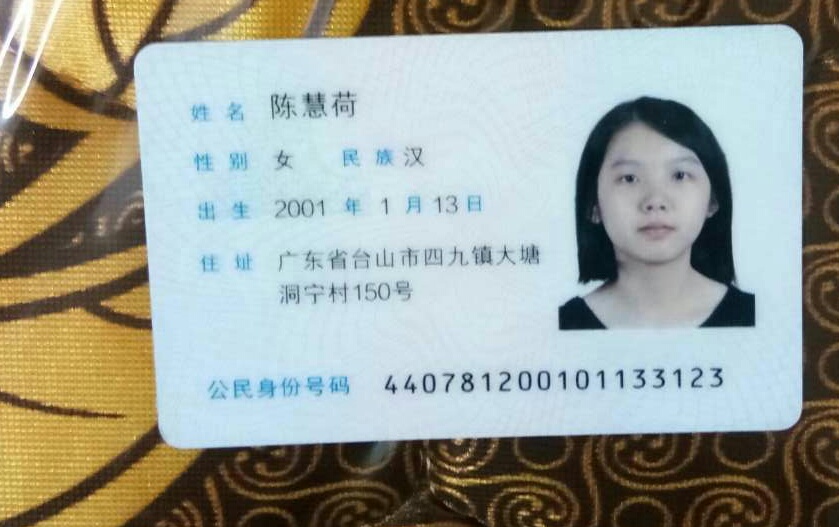 姓名 陈慧荷
性别 女 民族 汉
出生 2001 年 1 月 13 日
住址 广东省台山市四九镇大塘
洞宁村150号
公民身份号码 440781200101133123